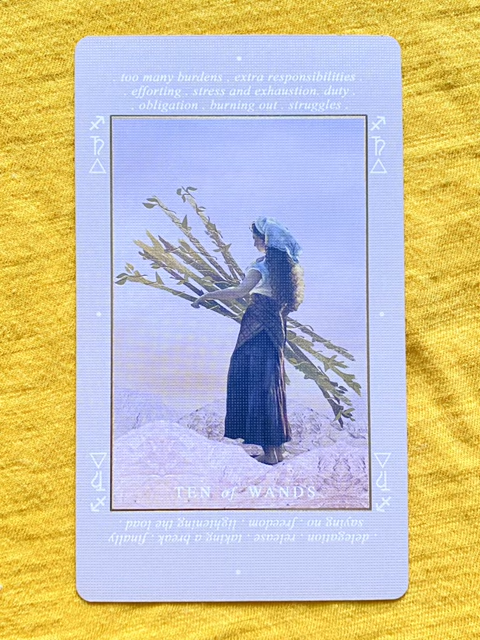 . too many burdens . extra responsibilities .
. efforting . stress and exhaustion. duty .
. obligation . burning out . struggles .
TEN of WANDS
. delegation . release . taking a break . finally
saying no . freedom . lightening the load .